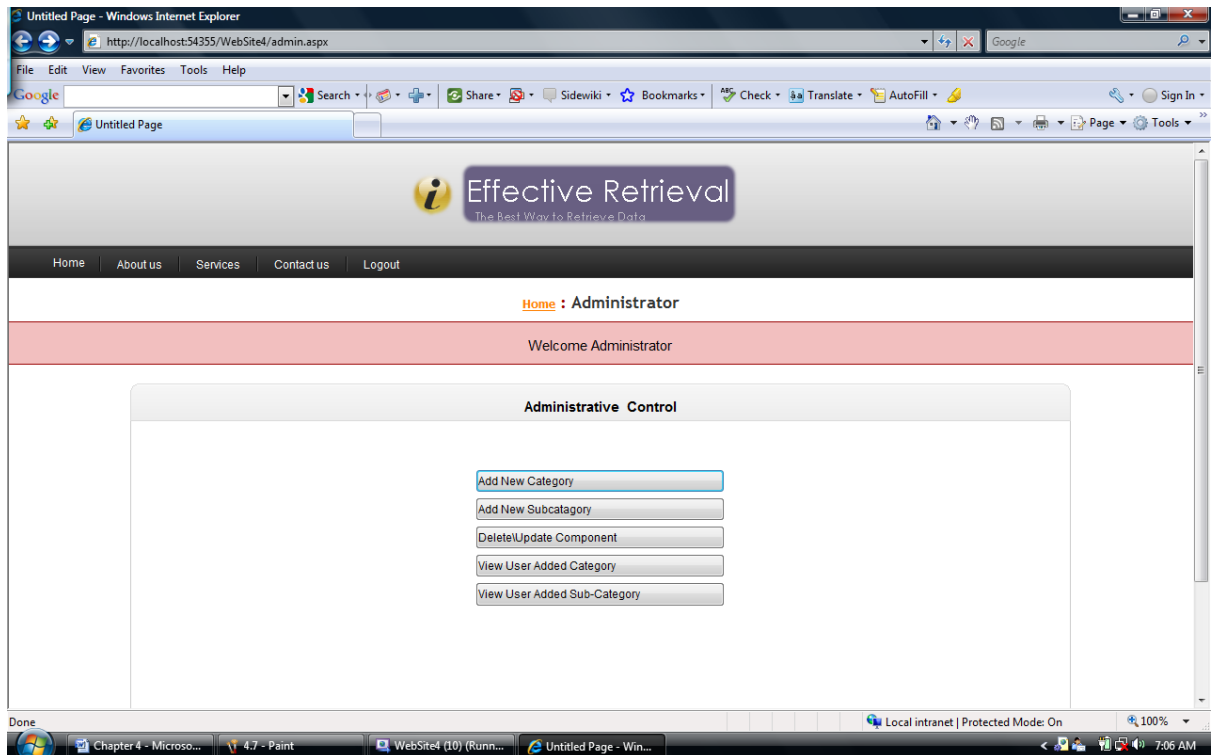 Untitled Page - Windows Internet Explorer
http://localhost:54355/WebSite4/admin.aspx
Google
File Edit View Favorites Tools Help
Google Search Share Sidewiki Bookmarks ABC Check Translate AutoFill Sign In
Untitled Page Page Tools
i Effective Retrieval
The Best Way to Retrieve Data
Home About us Services Contact us Logout
Home : Administrator
Welcome Administrator
Administrative Control
Add New Category
Add New Subcatagory
Delete\Update Component
View User Added Category
View User Added Sub-Category
Done Local intranet | Protected Mode: On 100%
Chapter 4 - Microso... 4.7 - Paint WebSite4 (10) (Runn... Untitled Page - Win... 7:06 AM